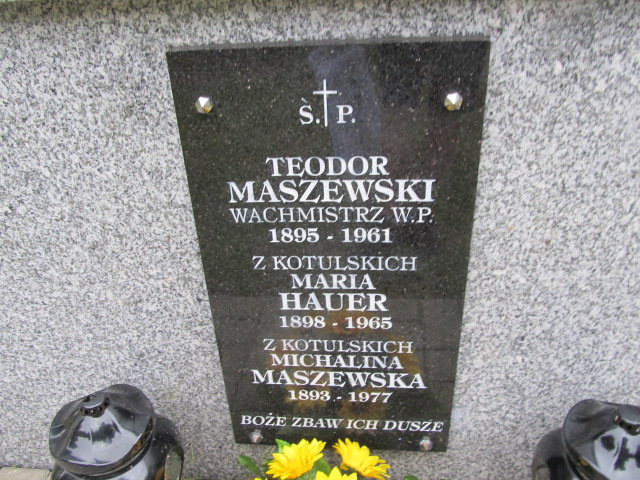 Ś. P.
TEODOR
MASZEWSKI
WACHMISTRZ W.P.
1895 - 1961
Z KOTULSKICH
MARIA
HAUER
1898 - 1965
Z KOTULSKICH
MICHALINA
MASZEWSKA
1893 - 1977
BOŻE ZBAW ICH DUSZE